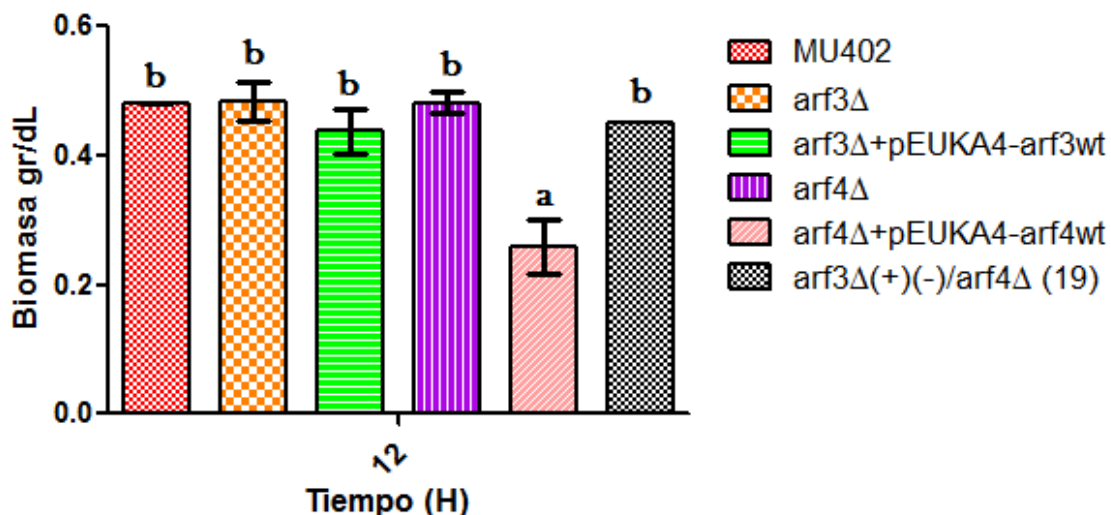 Biomasa gr/dL
0.6
0.4
0.2
0.0
b
b
b
b
a
b
12
Tiempo (H)
MU402
arf3Δ
arf3Δ+pEUKA4-arf3wt
arf4Δ
arf4Δ+pEUKA4-arf4wt
arf3Δ(+)(-)/arf4Δ (19)